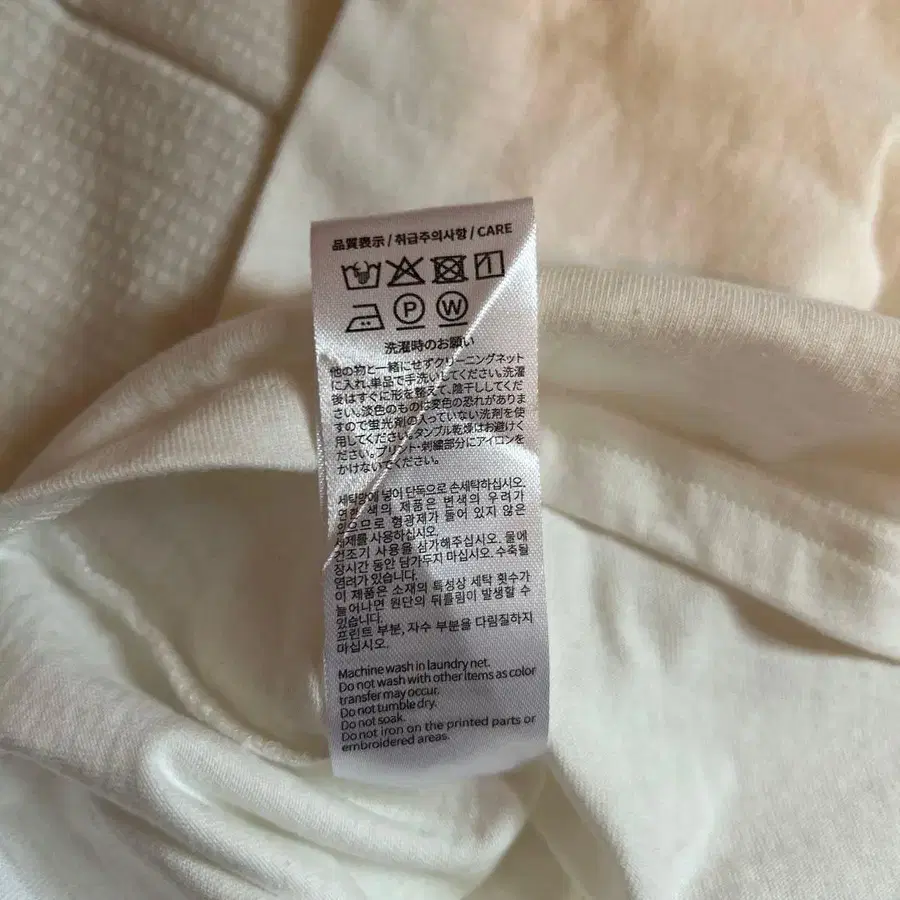 品質表示 / 취급주의사항 / CARE
P W
洗濯時のお願い
他の物と一緒にせずクリーニングネット
に入れ、単品で手洗いしてください。洗濯
後はすぐに形を整えて、陰干ししてくだ
さい。淡色のものは変色の恐れがありま
すので蛍光剤の入っていない洗剤を使
用してください。タンブル乾燥はお避けく
ださい。プリント・刺繍部分にアイロンを
かけないでください。
세탁망에 넣어 단독으로 손세탁하십시오.
연한 색의 제품은 변색의 우려가
있으므로 형광제가 들어 있지 않은
세제를 사용하십시오.
건조기 사용을 삼가해주십시오. 물에
장시간 동안 담가두지 마십시오. 수축될
염려가 있습니다.
이 제품은 소재의 특성상 세탁 횟수가
늘어나면 원단의 뒤틀림이 발생할 수
있습니다.
프린트 부분, 자수 부분을 다림질하지
마십시오.
Machine wash in laundry net.
Do not wash with other items as color
transfer may occur.
Do not tumble dry.
Do not soak.
Do not iron on the printed parts or
embroidered areas.